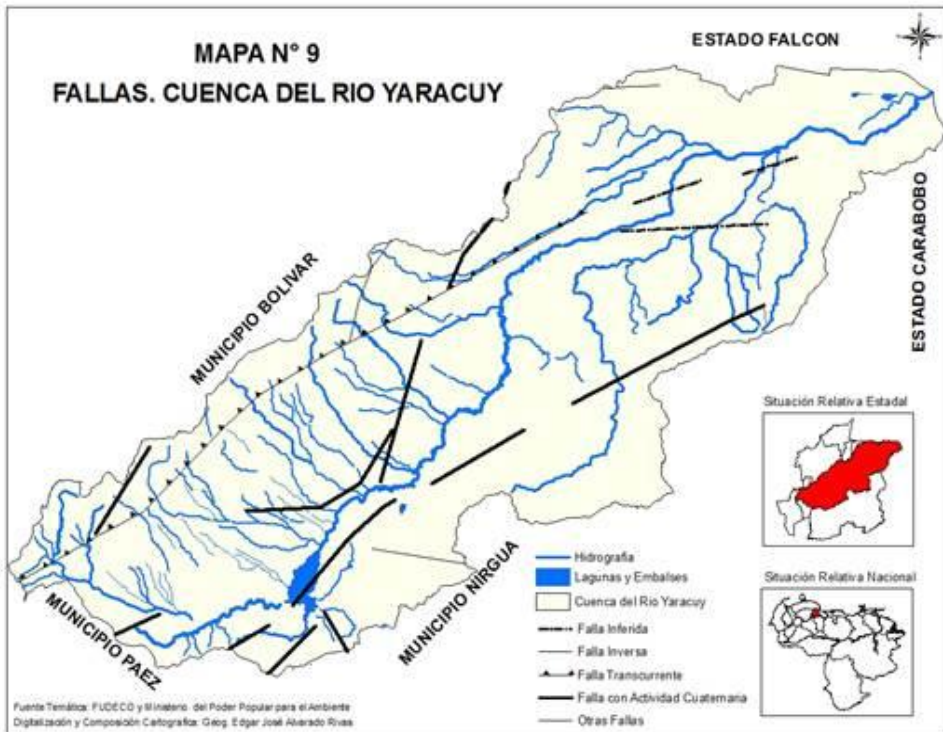 MAPA N° 9
FALLAS. CUENCA DEL RIO YARACUY
ESTADO FALCON
ESTADO CARABOBO
MUNICIPIO BOLIVAR
MUNICIPIO NIRGUA
MUNICIPIO PAEZ
Situación Relativa Estadal
Situación Relativa Nacional
Hidrografia
Lagunas y Embalses
Cuenca del Rio Yaracuy
Falla Inferida
Falla Inversa
Falla Transcurrente
Falla con Actividad Cuaternaria
Otras Fallas
Fuente Temática: FUDECO y Ministerio del Poder Popular para el Ambiente
Digitalización y Composición Cartografica: Geog. Edgar José Alvarado Rivas